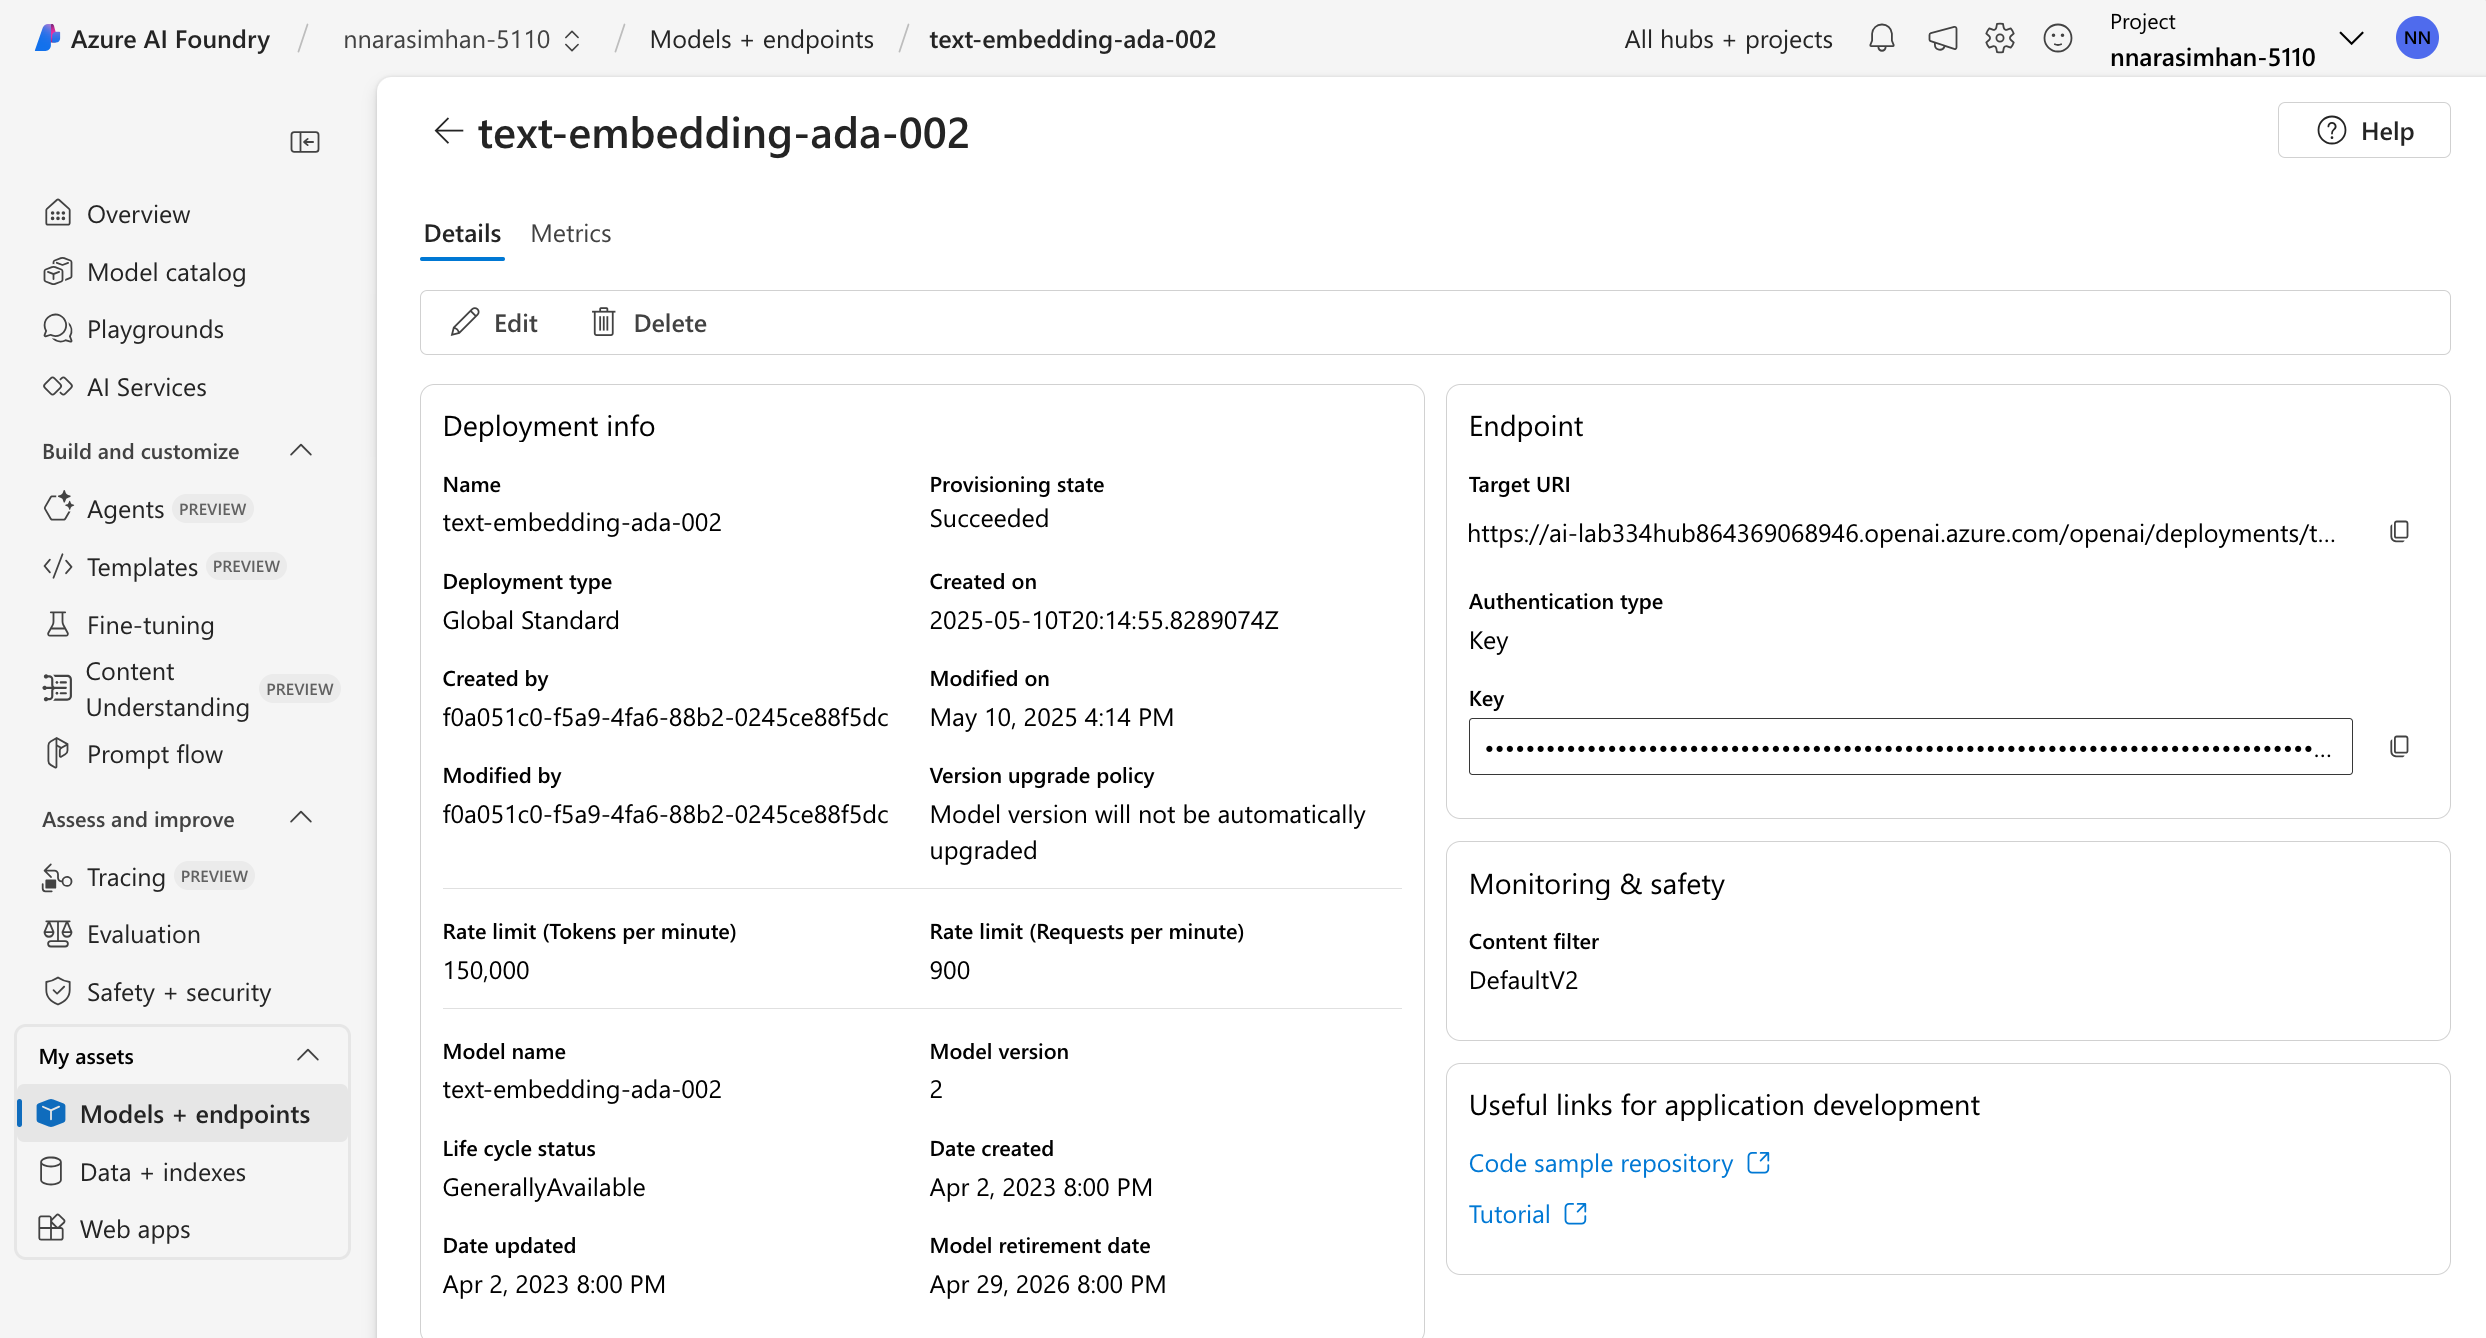 Azure AI Foundry / nnarasimhan-5110 / Models + endpoints / text-embedding-ada-002
All hubs + projects
Project
nnarasimhan-5110
NN
text-embedding-ada-002
Help
Overview
Model catalog
Playgrounds
AI Services
Build and customize
Agents PREVIEW
Templates PREVIEW
Fine-tuning
Content
Understanding PREVIEW
Prompt flow
Assess and improve
Tracing PREVIEW
Evaluation
Safety + security
My assets
Models + endpoints
Data + indexes
Web apps
Details Metrics
Edit Delete
Deployment info
Name
text-embedding-ada-002
Provisioning state
Succeeded
Deployment type
Global Standard
Created on
2025-05-10T20:14:55.8289074Z
Created by
f0a051c0-f5a9-4fa6-88b2-0245ce88f5dc
Modified on
May 10, 2025 4:14 PM
Modified by
f0a051c0-f5a9-4fa6-88b2-0245ce88f5dc
Version upgrade policy
Model version will not be automatically
upgraded
Rate limit (Tokens per minute)
150,000
Rate limit (Requests per minute)
900
Model name
text-embedding-ada-002
Model version
2
Life cycle status
GenerallyAvailable
Date created
Apr 2, 2023 8:00 PM
Date updated
Apr 2, 2023 8:00 PM
Model retirement date
Apr 29, 2026 8:00 PM
Endpoint
Target URI
https://ai-lab334hub864369068946.openai.azure.com/openai/deployments/t...
Authentication type
Key
Key
Monitoring & safety
Content filter
DefaultV2
Useful links for application development
Code sample repository
Tutorial